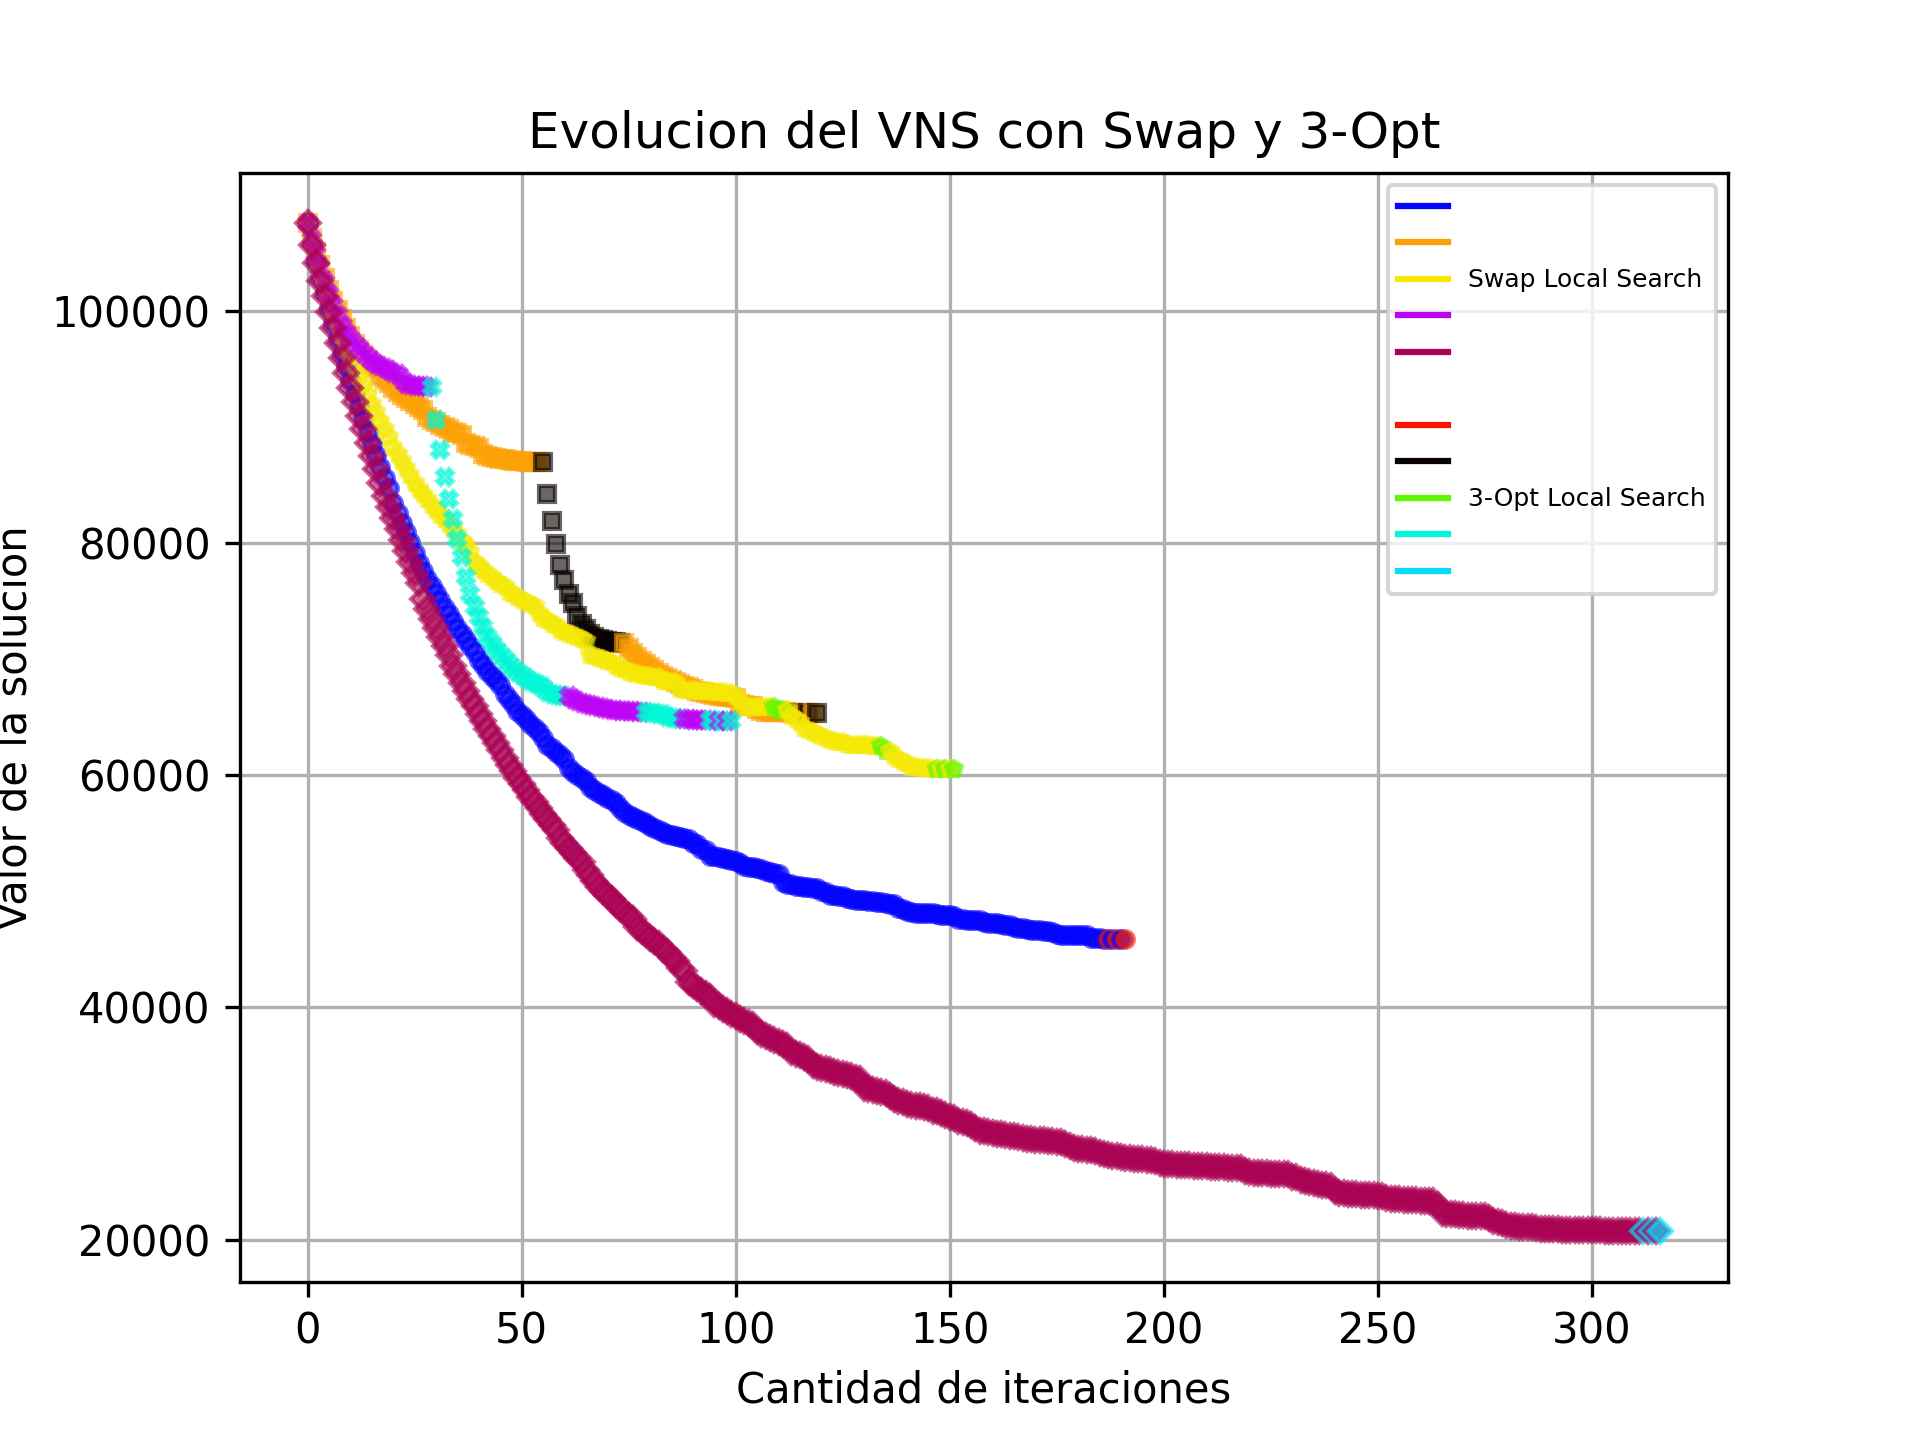 Evolucion del VNS con Swap y 3-Opt
Swap Local Search
3-Opt Local Search
Valor de la solucion
100000
80000
60000
40000
20000
0 50 100 150 200 250 300
Cantidad de iteraciones